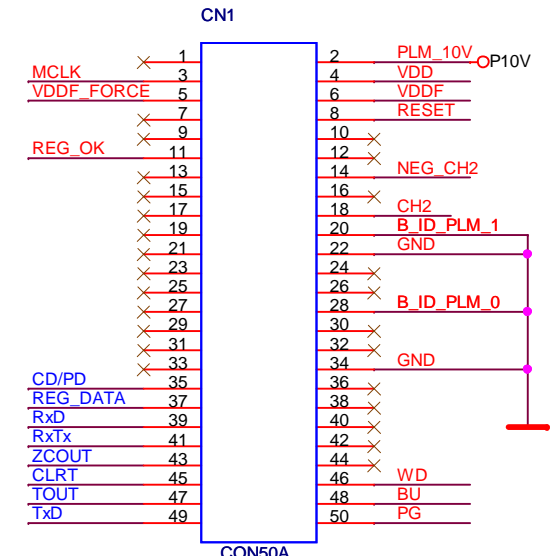 CN1
1 2 PLM_10V P10V
MCLK 3 4 VDD
VDDF_FORCE 5 6 VDDF
7 8 RESET
9 10
REG_OK 11 12
13 14 NEG_CH2
15 16
17 18 CH2
19 20 B_ID_PLM_1
21 22 GND
23 24
25 26
27 28 B_ID_PLM_0
29 30
31 32
33 34 GND
CD/PD 35 36
REG_DATA 37 38
RxD 39 40
RxTx 41 42
ZCOUT 43 44
CLRT 45 46 WD
TOUT 47 48 BU
TxD 49 50 PG
CON50A